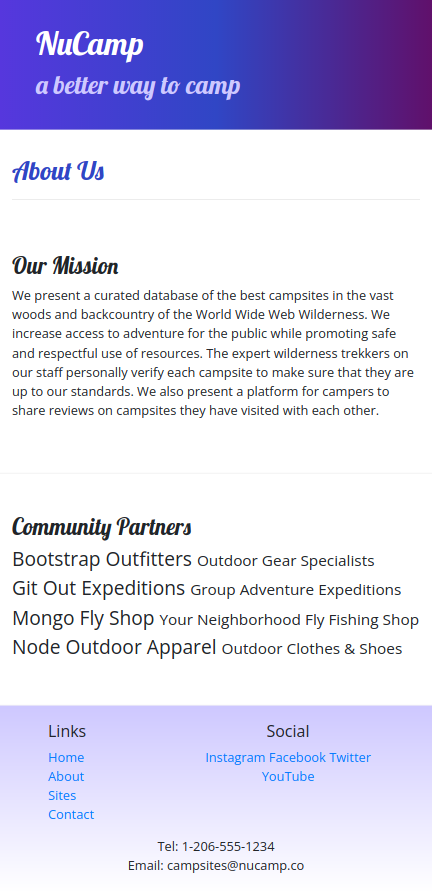 NuCamp
a better way to camp
About Us
Our Mission
We present a curated database of the best campsites in the vast
woods and backcountry of the World Wide Web Wilderness. We
increase access to adventure for the public while promoting safe
and respectful use of resources. The expert wilderness trekkers on
our staff personally verify each campsite to make sure that they are
up to our standards. We also present a platform for campers to
share reviews on campsites they have visited with each other.
Community Partners
Bootstrap Outfitters Outdoor Gear Specialists
Git Out Expeditions Group Adventure Expeditions
Mongo Fly Shop Your Neighborhood Fly Fishing Shop
Node Outdoor Apparel Outdoor Clothes & Shoes
Links
Home
About
Sites
Contact
Social
Instagram Facebook Twitter
YouTube
Tel: 1-206-555-1234
Email: campsites@nucamp.co